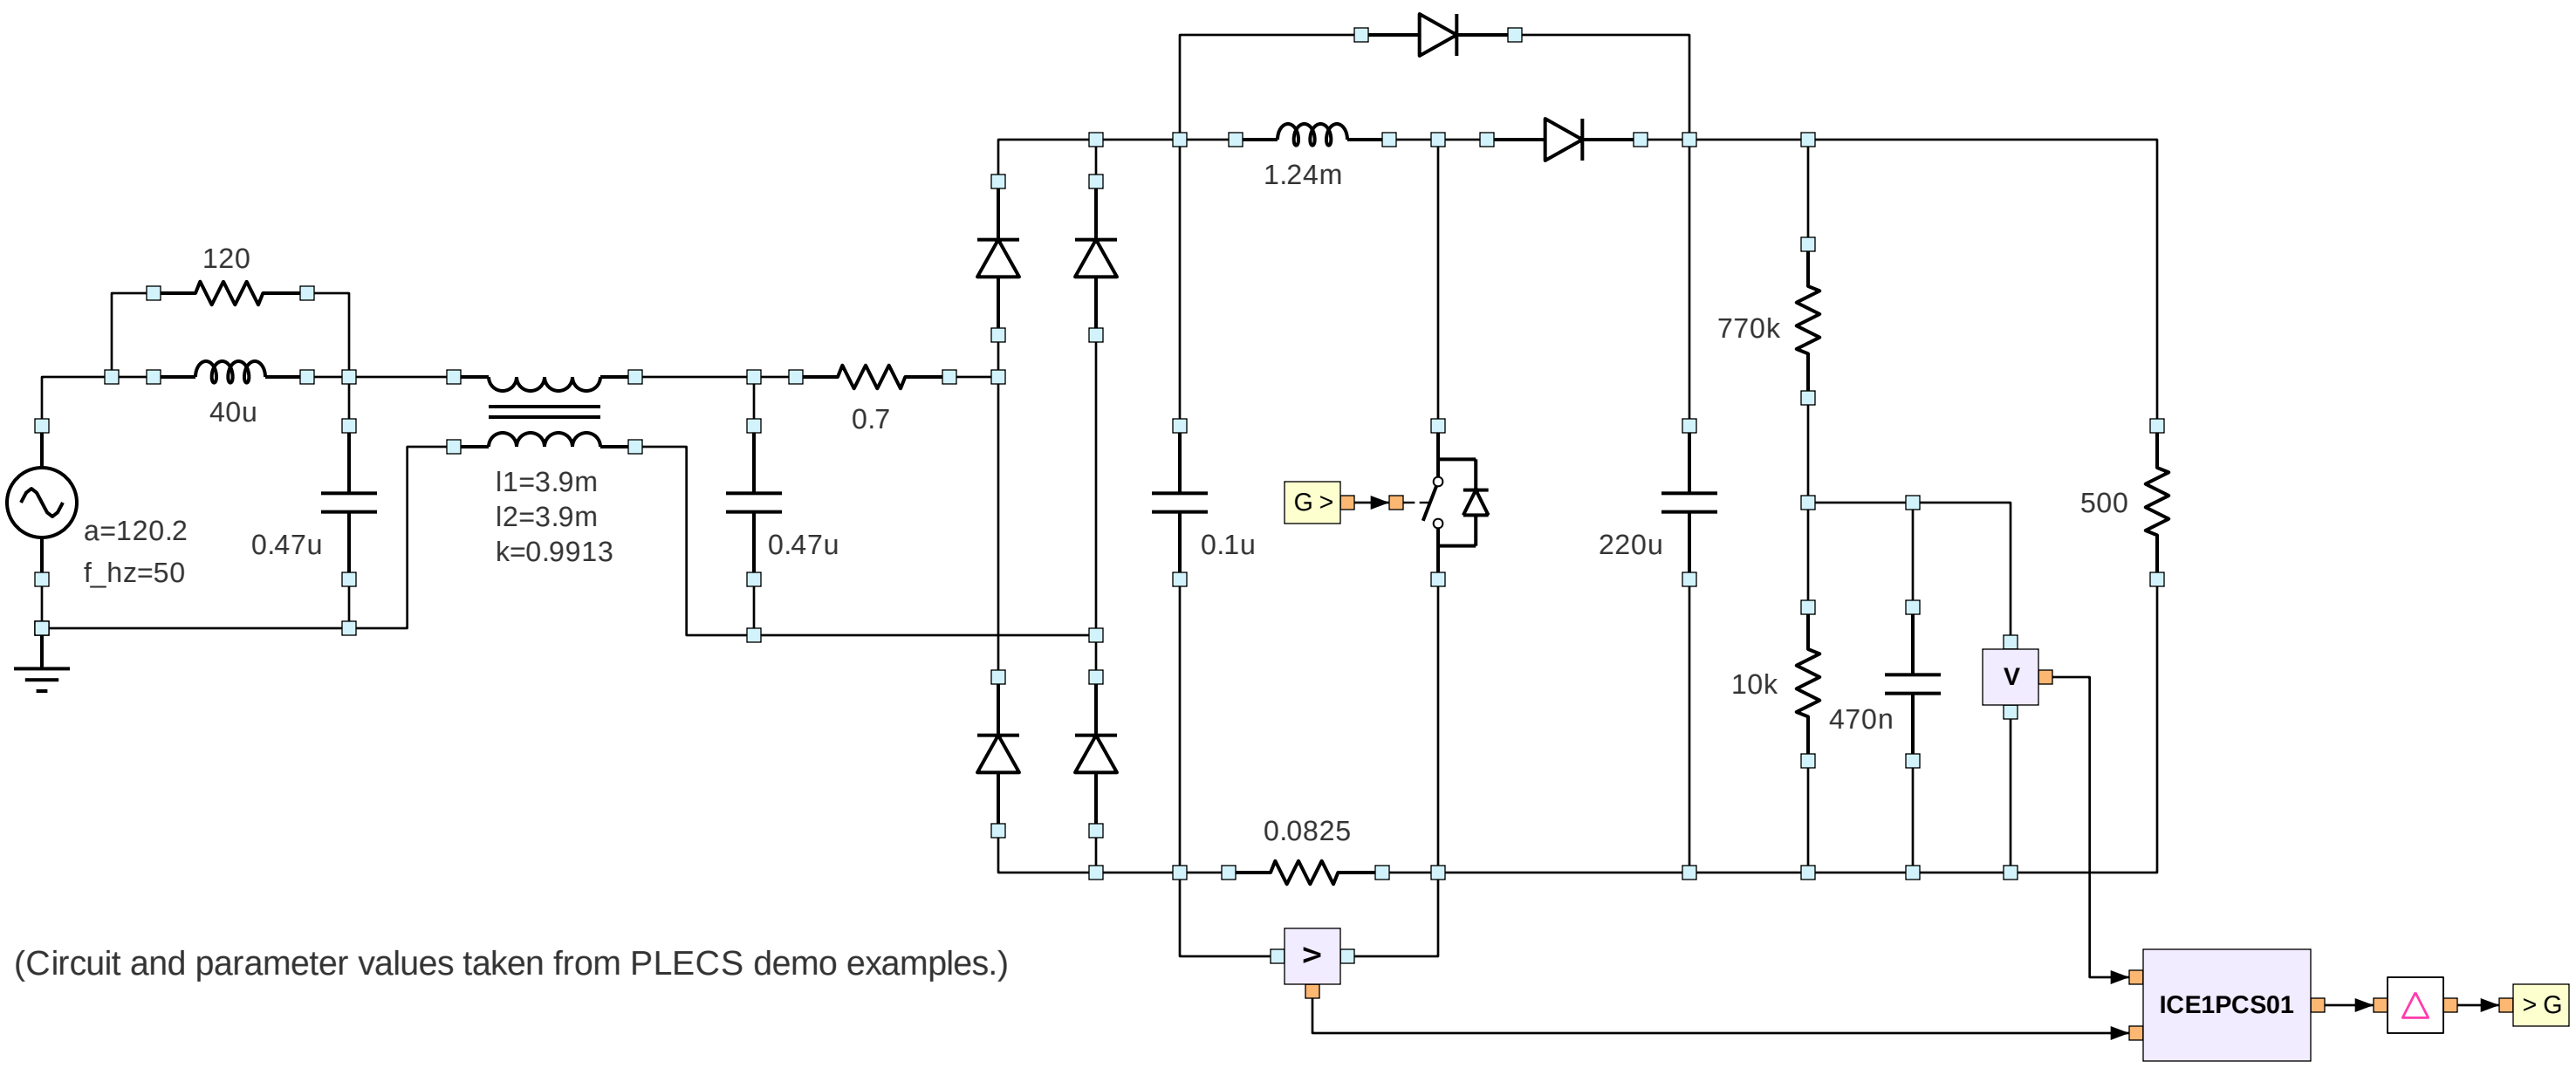 120
40u
a=120.2
f_hz=50
0.47u
l1=3.9m
l2=3.9m
k=0.9913
0.47u
0.7
1.24m
0.1u
G >
220u
770k
10k
470n
V
500
0.0825
>
ICE1PCS01
> G
(Circuit and parameter values taken from PLECS demo examples.)